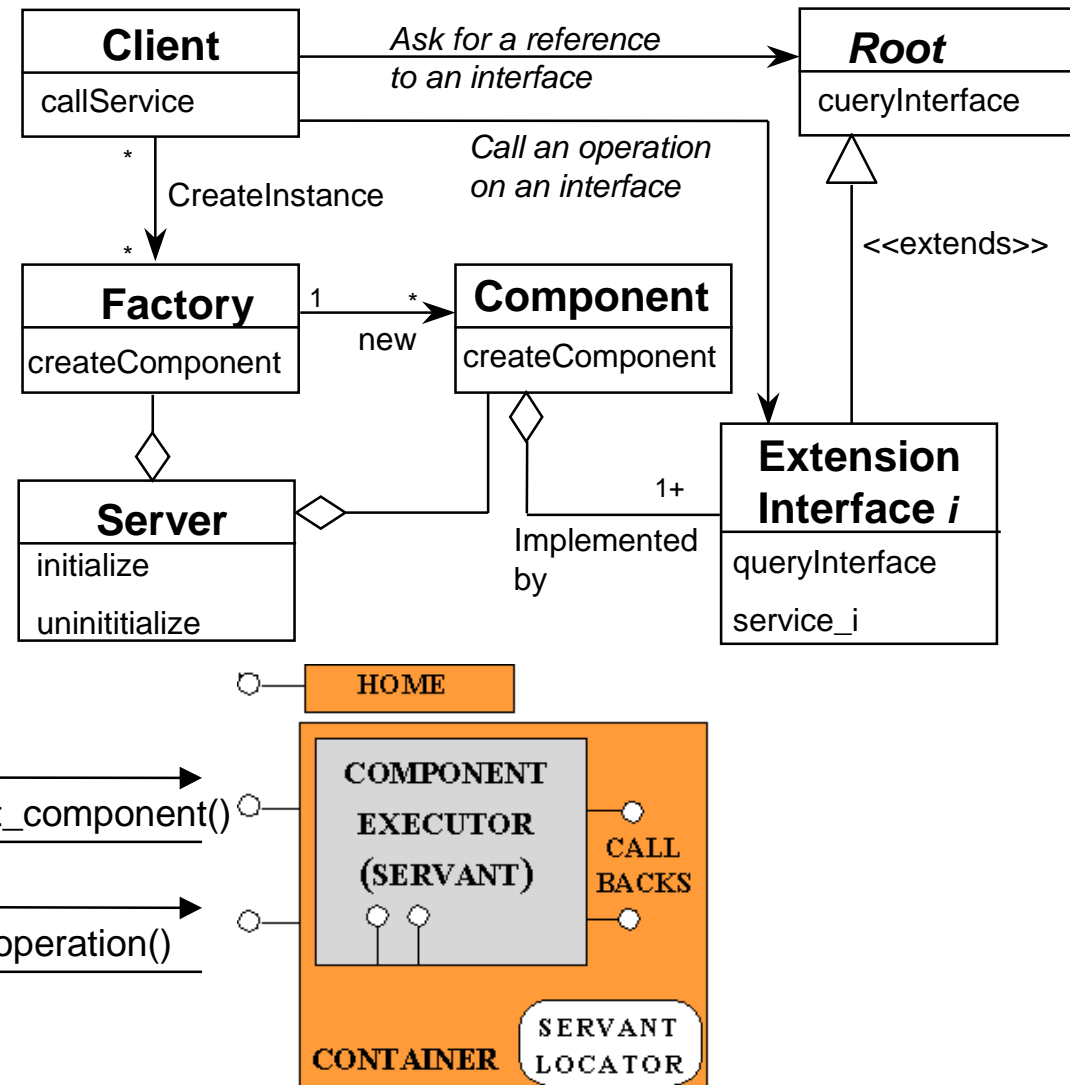 Client
callService
Ask for a reference
to an interface
Root
cueryInterface
Call an operation
on an interface
*
CreateInstance
*
<<extends>>
Factory
createComponent
1
*
new
Component
createComponent
Server
initialize
uninititialize
1+
Implemented
by
Extension
Interface i
queryInterface
service_i
HOME
_component()
operation()
COMPONENT
EXECUTOR
(SERVANT)
CALL
BACKS
CONTAINER
SERVANT
LOCATOR